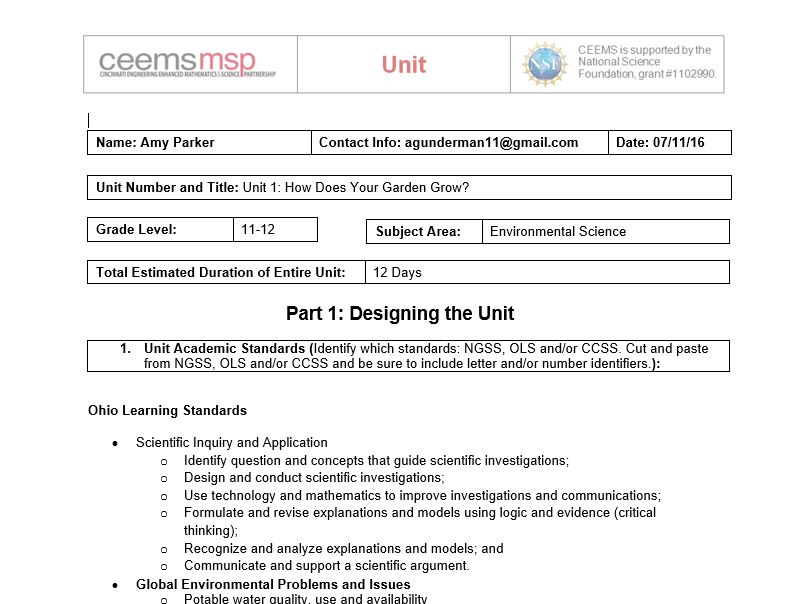 ceemsmsp
CINCINNATI ENGINEERING ENHANCED MATHEMATICS & SCIENCE PARTNERSHIP
Unit
NSF
CEEMS is supported by the
National Science
Foundation, grant #1102990.
Name: Amy Parker
Contact Info: agunderman11@gmail.com
Date: 07/11/16
Unit Number and Title: Unit 1: How Does Your Garden Grow?
Grade Level:
11-12
Subject Area:
Environmental Science
Total Estimated Duration of Entire Unit:
12 Days
Part 1: Designing the Unit
1. Unit Academic Standards (Identify which standards: NGSS, OLS and/or CCSS. Cut and paste
from NGSS, OLS and/or CCSS and be sure to include letter and/or number identifiers.):
Ohio Learning Standards
• Scientific Inquiry and Application
o Identify question and concepts that guide scientific investigations;
o Design and conduct scientific investigations;
o Use technology and mathematics to improve investigations and communications;
o Formulate and revise explanations and models using logic and evidence (critical
thinking);
o Recognize and analyze explanations and models; and
o Communicate and support a scientific argument.
• Global Environmental Problems and Issues
o Potable water quality, use and availability